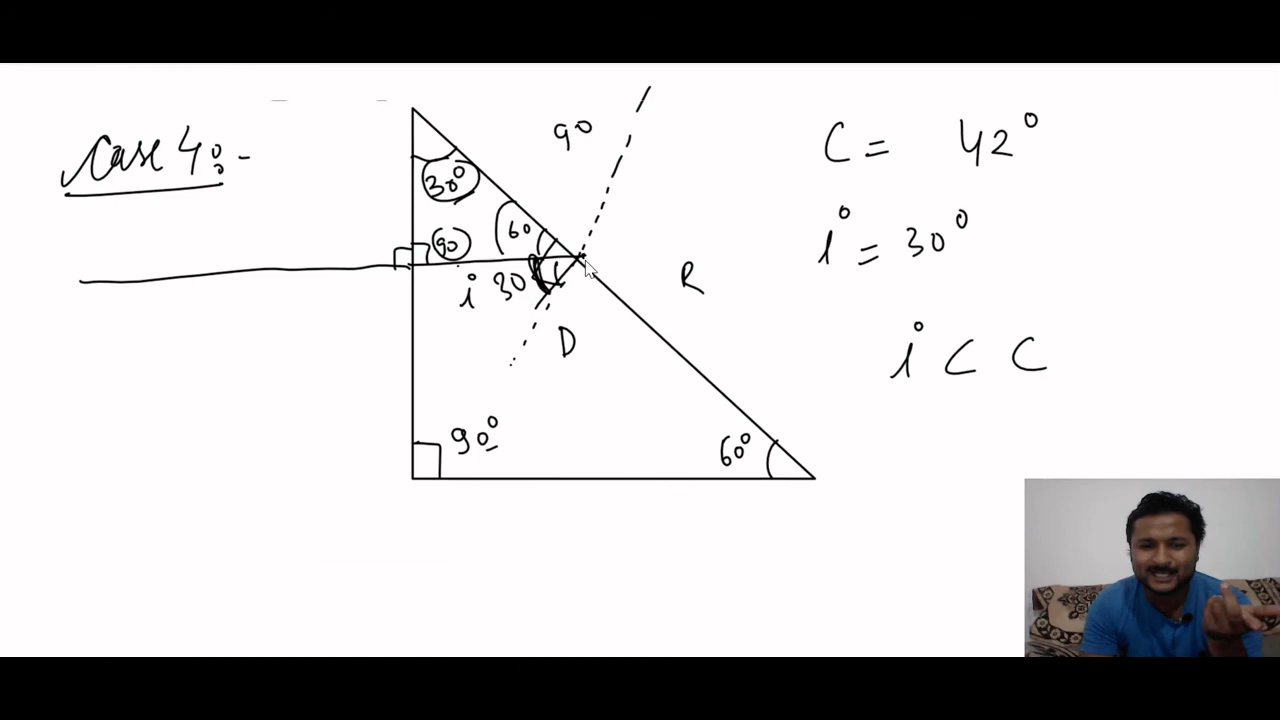 Case 4:-
90
C = 42°
30°
60
90
i = 30°
i 30
R
D
i < C
90°
60°